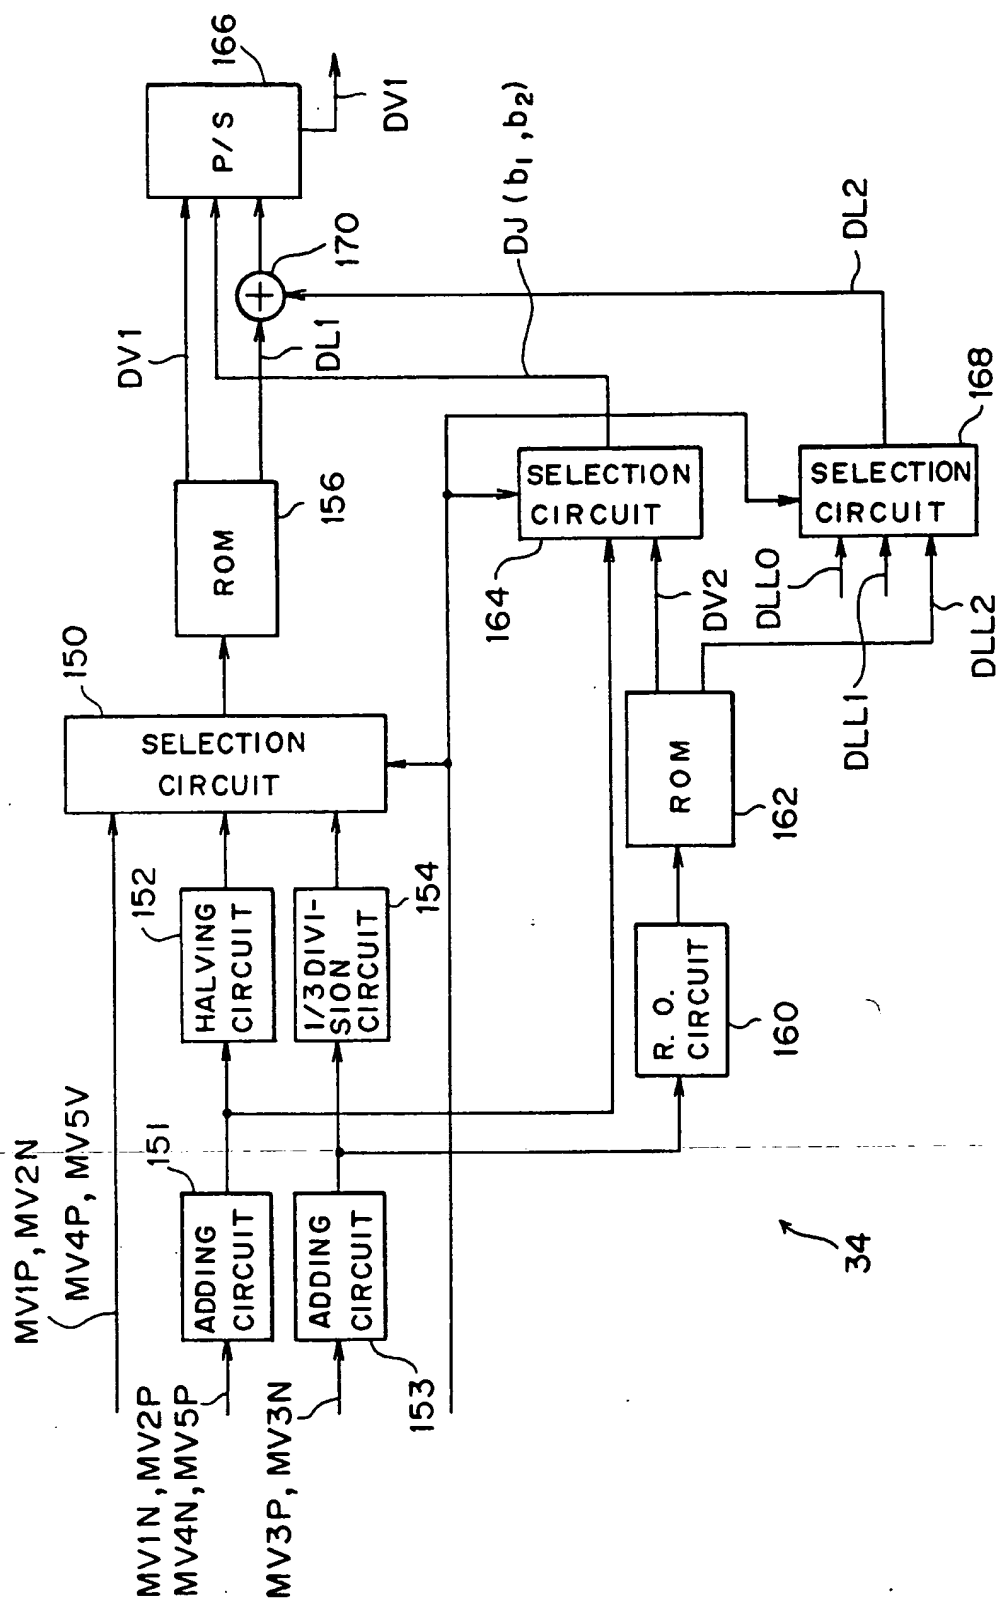 MV1P, MV2N
MV4P, MV5V
MV1N, MV2P
MV4N, MV5P
MV3P, MV3N
151
ADDING
CIRCUIT
153
ADDING
CIRCUIT
152
HALVING
CIRCUIT
154
1/3 DIVI-
SION
CIRCUIT
150
SELECTION
CIRCUIT
156
ROM
DV1
DL1
170
+
166
P/S
DV1
DJ (b1, b2)
164
SELECTION
CIRCUIT
DV2
160
R. O.
CIRCUIT
162
ROM
DLL0
DLL1
DLL2
168
SELECTION
CIRCUIT
DL2
34